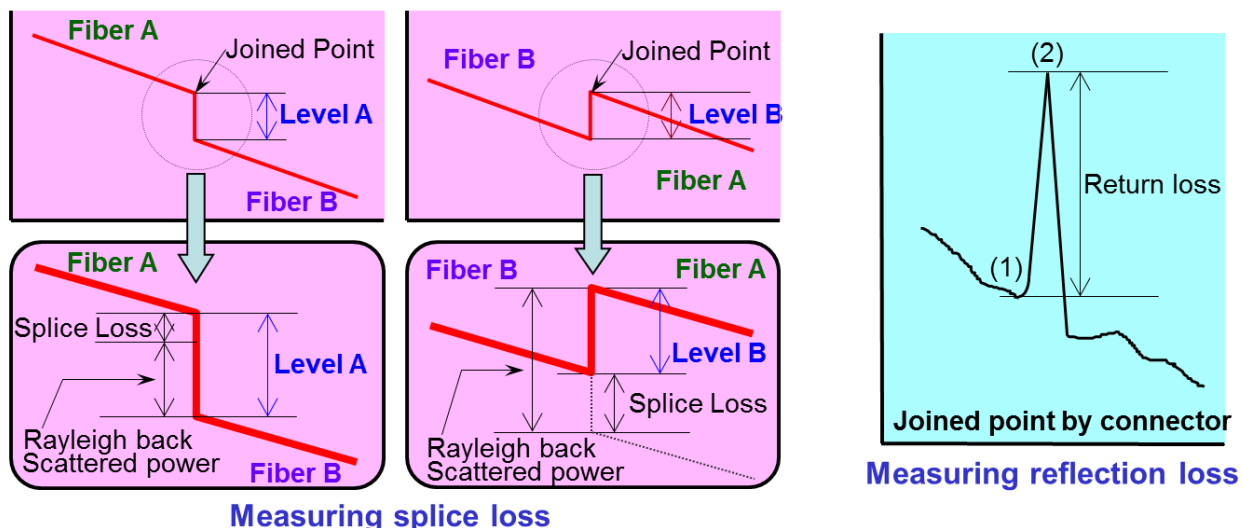 Fiber A
Joined Point
Level A
Fiber B
Fiber B
Joined Point
Level B
Fiber A
Fiber A
Splice Loss
Level A
Rayleigh back
Scattered power
Fiber B
Fiber B
Fiber A
Level B
Splice Loss
Rayleigh back
Scattered power
Measuring splice loss
(2)
Return loss
(1)
Joined point by connector
Measuring reflection loss